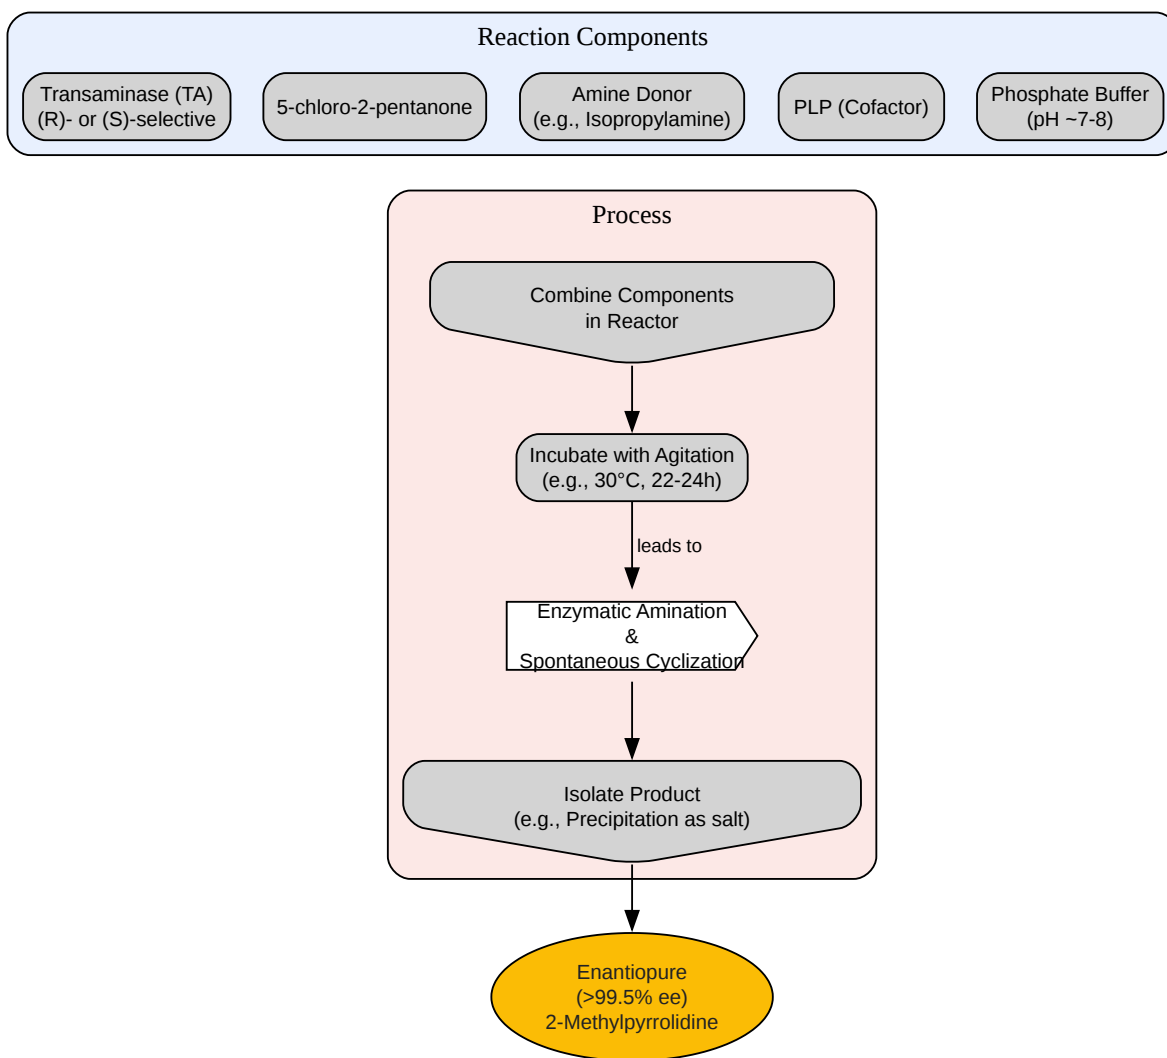 Reaction Components
Transaminase (TA)
(R)- or (S)-selective
5-chloro-2-pentanone
Amine Donor
(e.g., Isopropylamine)
PLP (Cofactor)
Phosphate Buffer
(pH ~7-8)
Process
Combine Components
in Reactor
Incubate with Agitation
(e.g., 30°C, 22-24h)
leads to
Enzymatic Amination
&
Spontaneous Cyclization
Isolate Product
(e.g., Precipitation as salt)
Enantiopure
(>99.5% ee)
2-Methylpyrrolidine